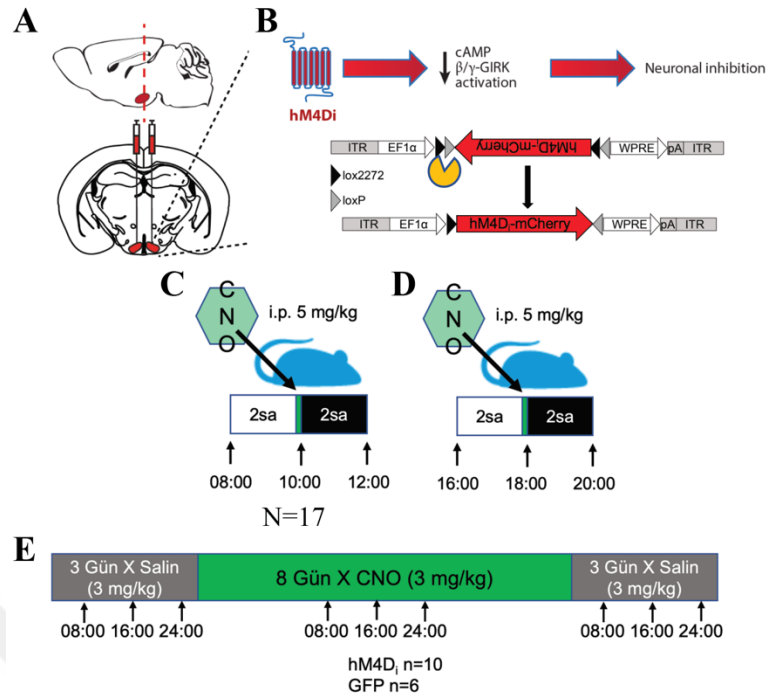 A
B
hM4Di
cAMP
β/γ-GIRK
activation
Neuronal inhibition
ITR EF1α hM4Di-mCherry WPRE pA ITR
lox2272
loxP
ITR EF1α hM4Di-mCherry WPRE pA ITR
C
CNO
i.p. 5 mg/kg
2sa 2sa
08:00 10:00 12:00
N=17
D
CNO
i.p. 5 mg/kg
2sa 2sa
16:00 18:00 20:00
E
3 Gün X Salin
(3 mg/kg)
8 Gün X CNO (3 mg/kg)
3 Gün X Salin
(3 mg/kg)
08:00 16:00 24:00 08:00 16:00 24:00 08:00 16:00 24:00
hM4Di n=10
GFP n=6